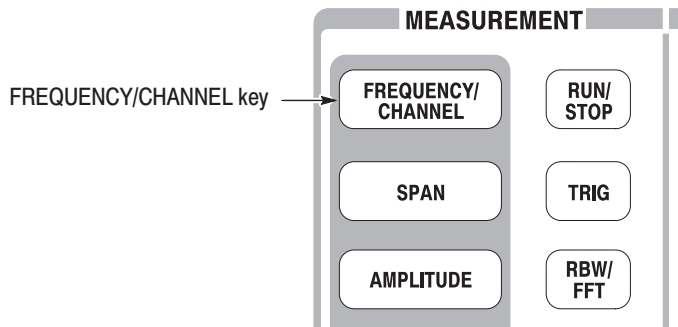 MEASUREMENT
FREQUENCY/CHANNEL key
FREQUENCY/
CHANNEL
RUN/
STOP
SPAN
TRIG
AMPLITUDE
RBW/
FFT